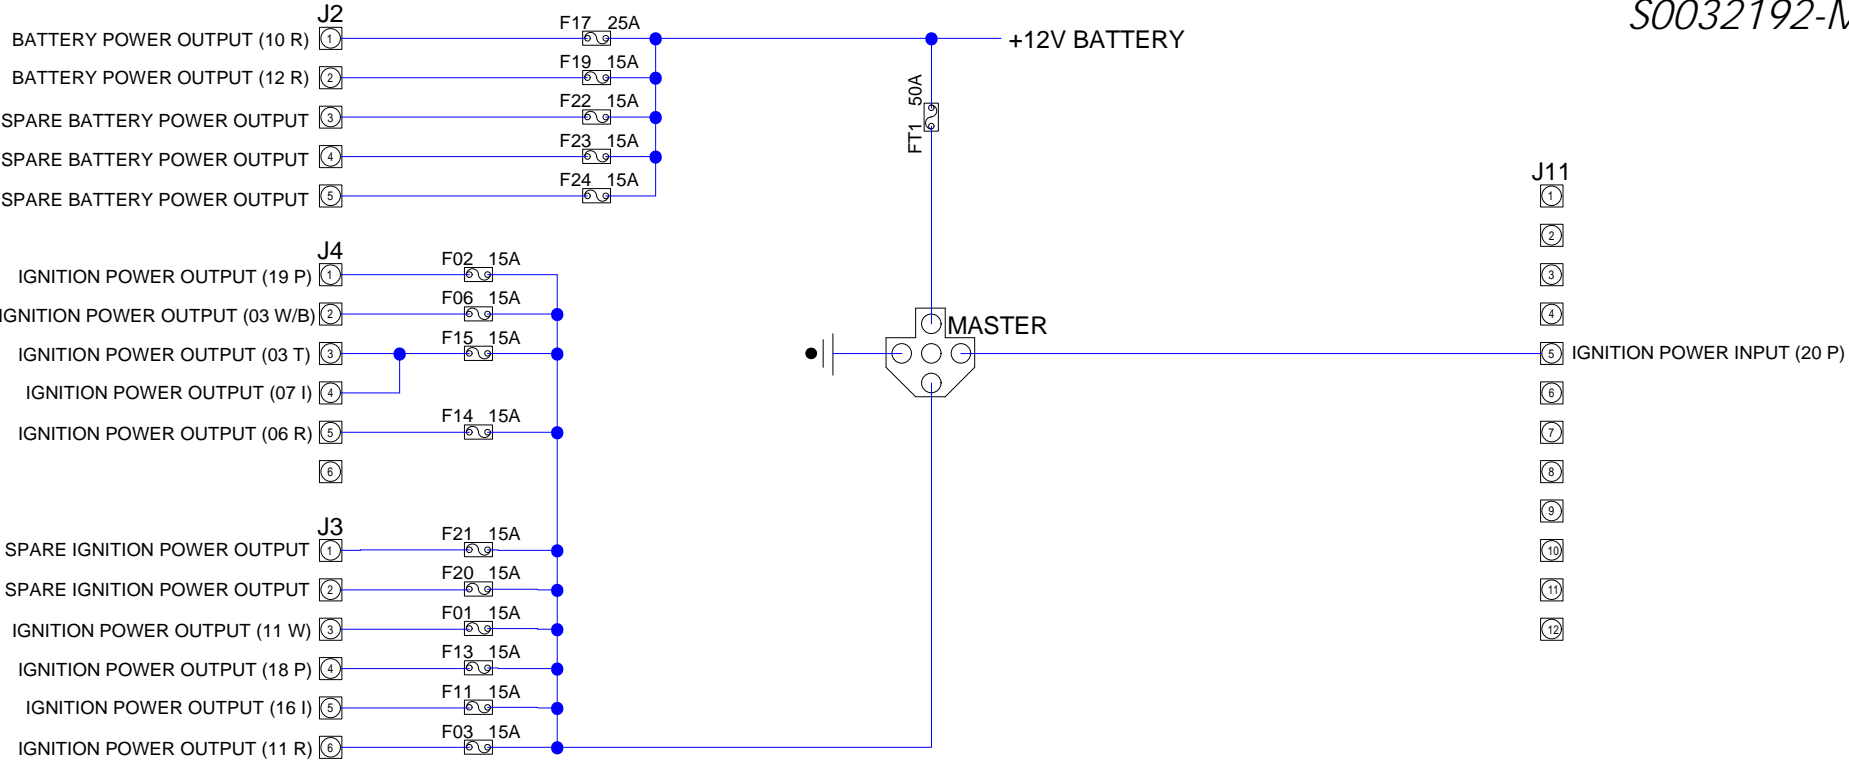 S0032192-N
J2
BATTERY POWER OUTPUT (10 R) 1 F17 25A
+12V BATTERY
BATTERY POWER OUTPUT (12 R) 2 F19 15A
SPARE BATTERY POWER OUTPUT 3 F22 15A
SPARE BATTERY POWER OUTPUT 4 F23 15A
SPARE BATTERY POWER OUTPUT 5 F24 15A
FT1 50A
J4
IGNITION POWER OUTPUT (19 P) 1 F02 15A
IGNITION POWER OUTPUT (03 W/B) 2 F06 15A
IGNITION POWER OUTPUT (03 T) 3 F15 15A
IGNITION POWER OUTPUT (07 I) 4
IGNITION POWER OUTPUT (06 R) 5 F14 15A
6
MASTER
J3
SPARE IGNITION POWER OUTPUT 1 F21 15A
SPARE IGNITION POWER OUTPUT 2 F20 15A
IGNITION POWER OUTPUT (11 W) 3 F01 15A
IGNITION POWER OUTPUT (18 P) 4 F13 15A
IGNITION POWER OUTPUT (16 I) 5 F11 15A
IGNITION POWER OUTPUT (11 R) 6 F03 15A
J11
1
2
3
4
5 IGNITION POWER INPUT (20 P)
6
7
8
9
10
11
12